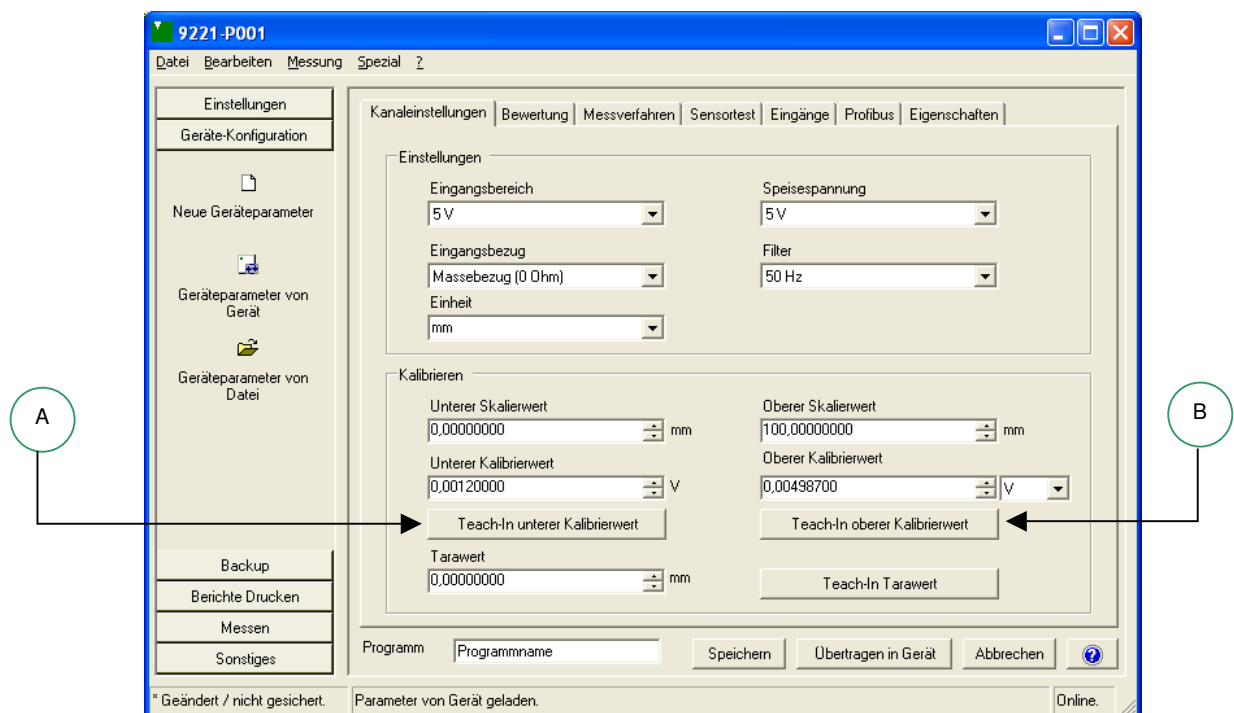 9221-P001
Datei Bearbeiten Messung Spezial ?
Einstellungen
Geräte-Konfiguration
Neue Geräteparameter
Geräteparameter von
Gerät
Geräteparameter von
Datei
Backup
Berichte Drucken
Messen
Sonstiges
Kanaleinstellungen Bewertung Messverfahren Sensortest Eingänge Profibus Eigenschaften
Einstellungen
Eingangsbereich
5 V
Speisespannung
5 V
Eingangsbezug
Massebezug (0 Ohm)
Filter
50 Hz
Einheit
mm
Kalibrieren
Unterer Skalierwert
0,00000000 mm
Oberer Skalierwert
100,00000000 mm
Unterer Kalibrierwert
0,00120000 V
Oberer Kalibrierwert
0,00498700 V
Teach-In unterer Kalibrierwert
Teach-In oberer Kalibrierwert
Tarawert
0,00000000 mm
Teach-In Tarawert
Programm Programmname Speichern Übertragen in Gerät Abbrechen ?
* Geändert / nicht gesichert. Parameter von Gerät geladen. Online.
A
B